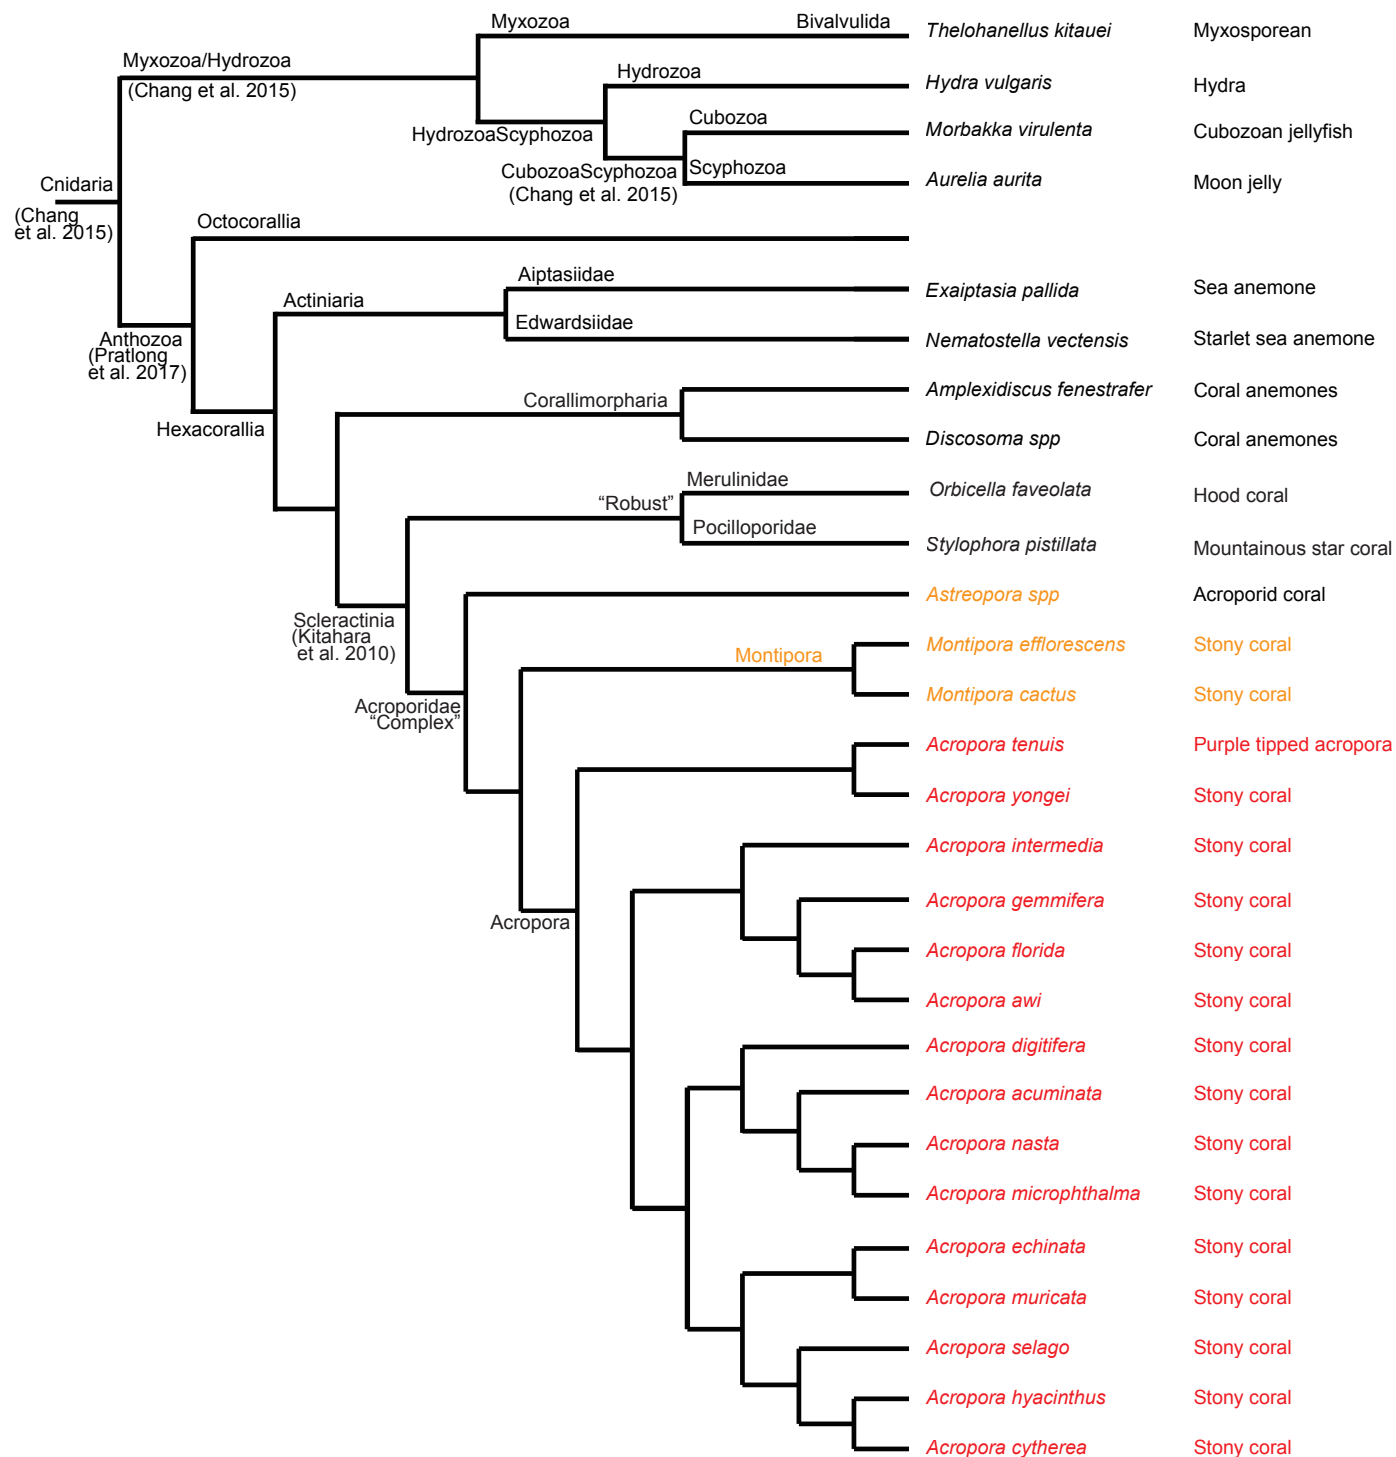 Myxozoa
Bivalvulida
Thelohanellus kitauei
Myxosporean
Myxozoa/Hydrozoa
(Chang et al. 2015)
Hydrozoa
Hydra vulgaris
Hydra
HydrozoaScyphozoa
Cubozoa
Morbakka virulenta
Cubozoan jellyfish
CubozoaScyphozoa
(Chang et al. 2015)
Scyphozoa
Aurelia aurita
Moon jelly
Cnidaria
(Chang
et al. 2015)
Octocorallia
Aiptasiidae
Exaiptasia pallida
Sea anemone
Actiniaria
Edwardsiidae
Nematostella vectensis
Starlet sea anemone
Anthozoa
(Pratlong
et al. 2017)
Amplexidiscus fenestrafer
Coral anemones
Corallimorpharia
Hexacorallia
Discosoma spp
Coral anemones
Merulinidae
Orbicella faveolata
Hood coral
“Robust”
Pocilloporidae
Stylophora pistillata
Mountainous star coral
Astreopora spp
Acroporid coral
Scleractinia
(Kitahara
et al. 2010)
Montipora
Montipora efflorescens
Stony coral
Montipora cactus
Stony coral
Acroporidae
“Complex”
Acropora tenuis
Purple tipped acropora
Acropora yongei
Stony coral
Acropora intermedia
Stony coral
Acropora gemmifera
Stony coral
Acropora
Acropora florida
Stony coral
Acropora awi
Stony coral
Acropora digitifera
Stony coral
Acropora acuminata
Stony coral
Acropora nasta
Stony coral
Acropora microphthalma
Stony coral
Acropora echinata
Stony coral
Acropora muricata
Stony coral
Acropora selago
Stony coral
Acropora hyacinthus
Stony coral
Acropora cytherea
Stony coral